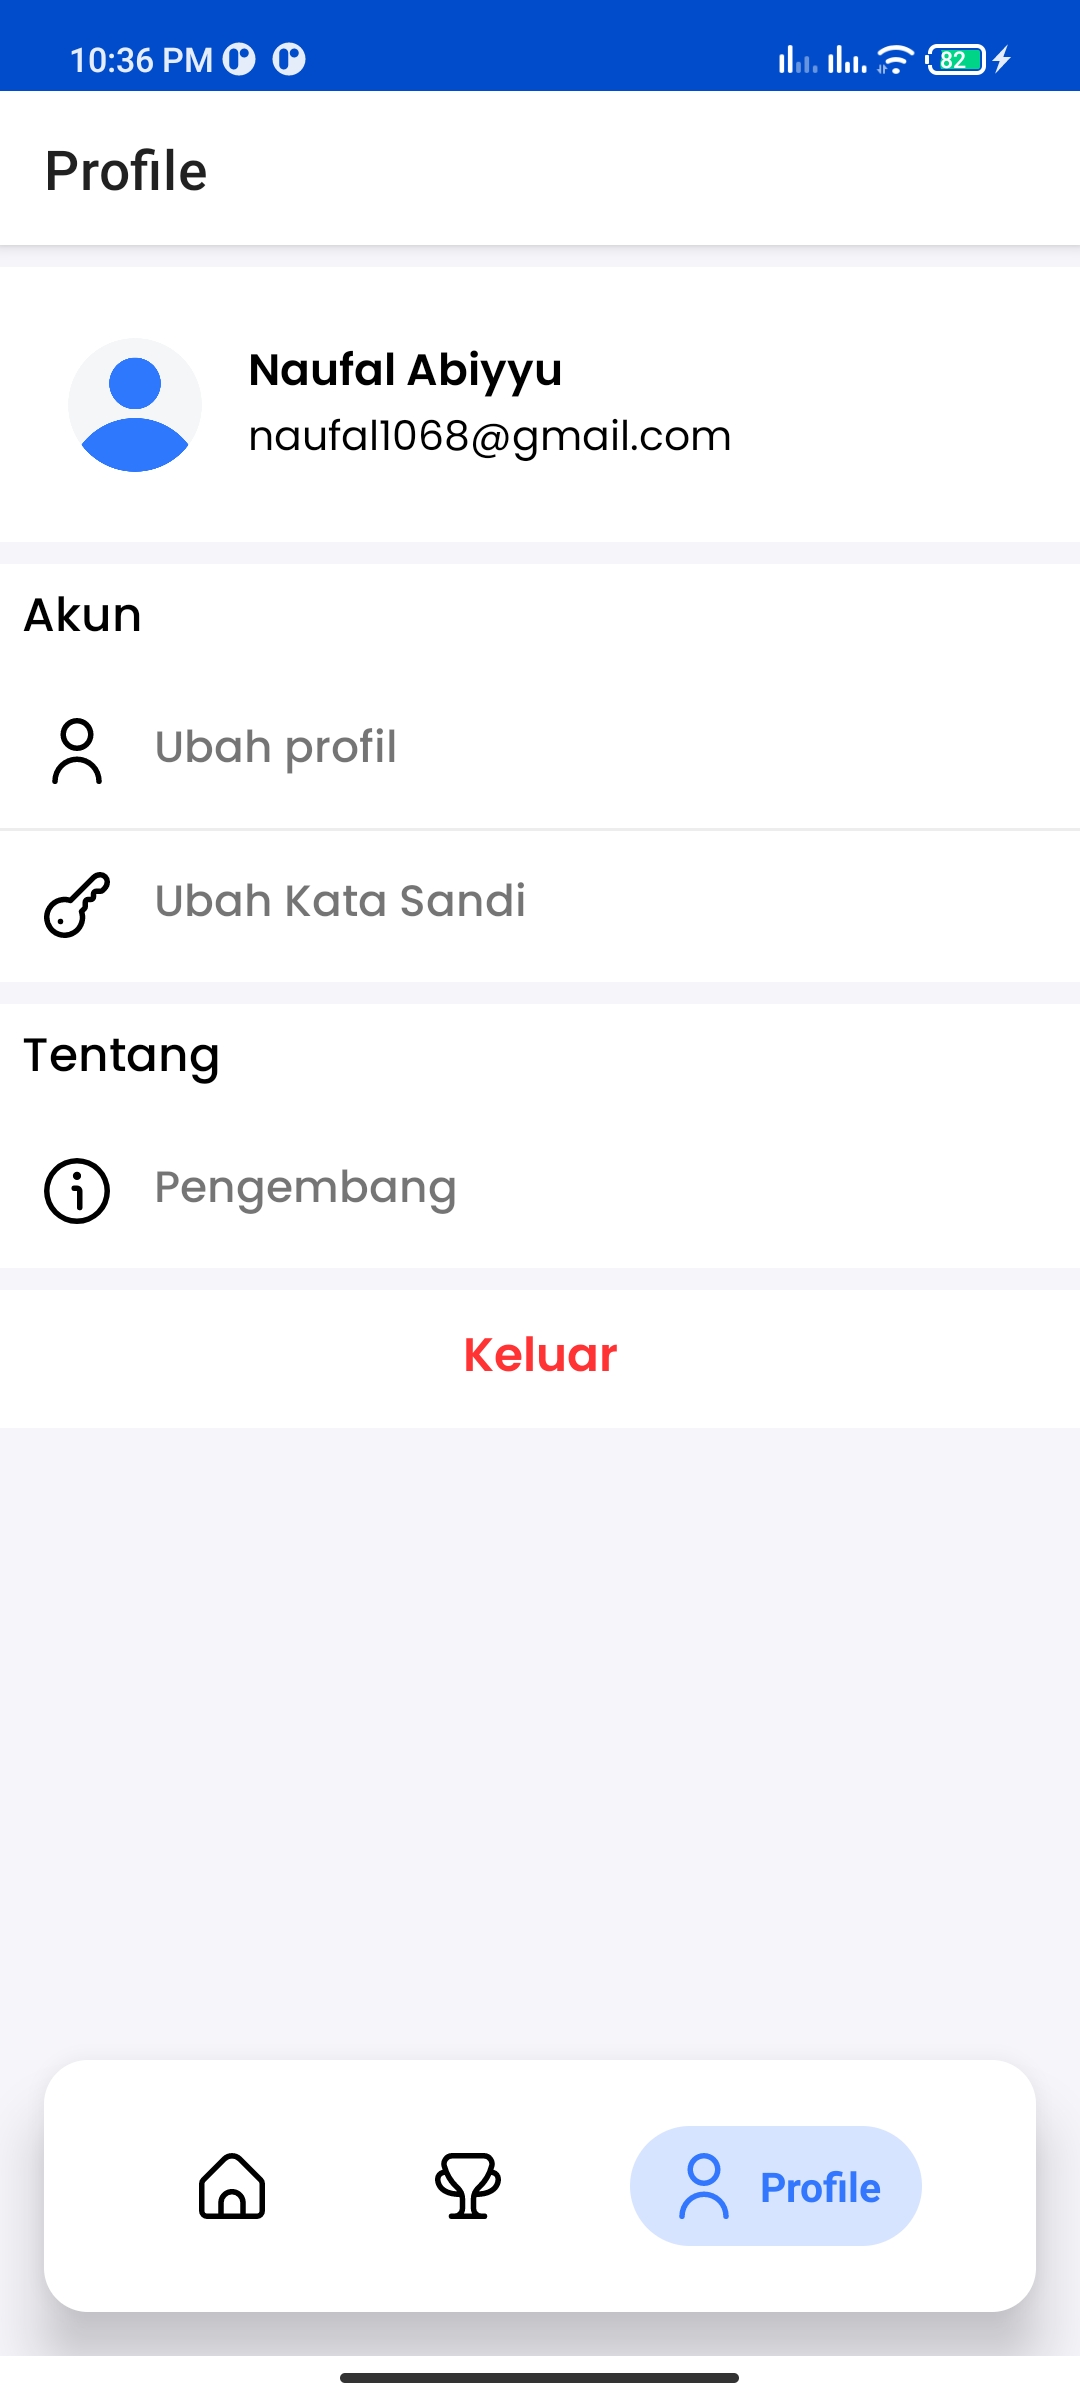 10:36 PM
82
Profile
Naufal Abiyyu
naufal1068@gmail.com
Akun
Ubah profil
Ubah Kata Sandi
Tentang
Pengembang
Keluar
Profile